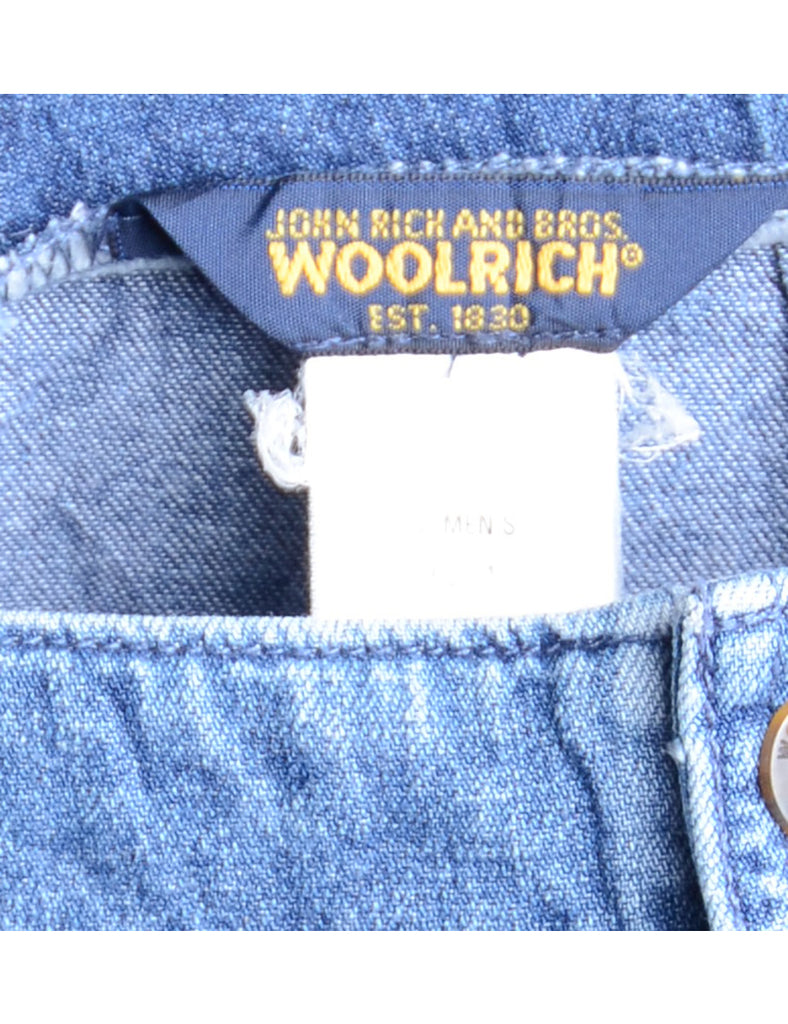 JOHN RICH AND BROS.
WOOLRICH®
EST. 1830
MEN'S